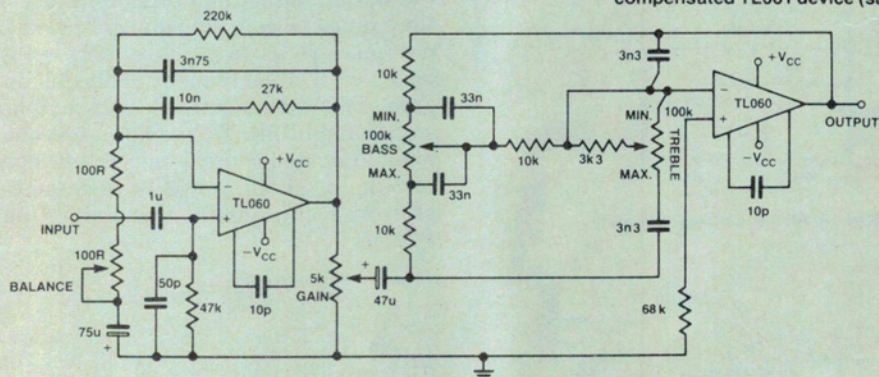 compensated TL061 device (s
220k
3n75
10n
27k
100R
1u
INPUT
100R
BALANCE
75u
+
50p
47k
-
+
TL060
+VCC
-VCC
10p
5k
GAIN
+
47u
10k
33n
MIN.
100k
BASS
MAX.
33n
10k
10k
3k3
3n3
MIN.
100k
TREBLE
MAX.
3n3
-
+
TL060
+VCC
-VCC
10p
68k
OUTPUT